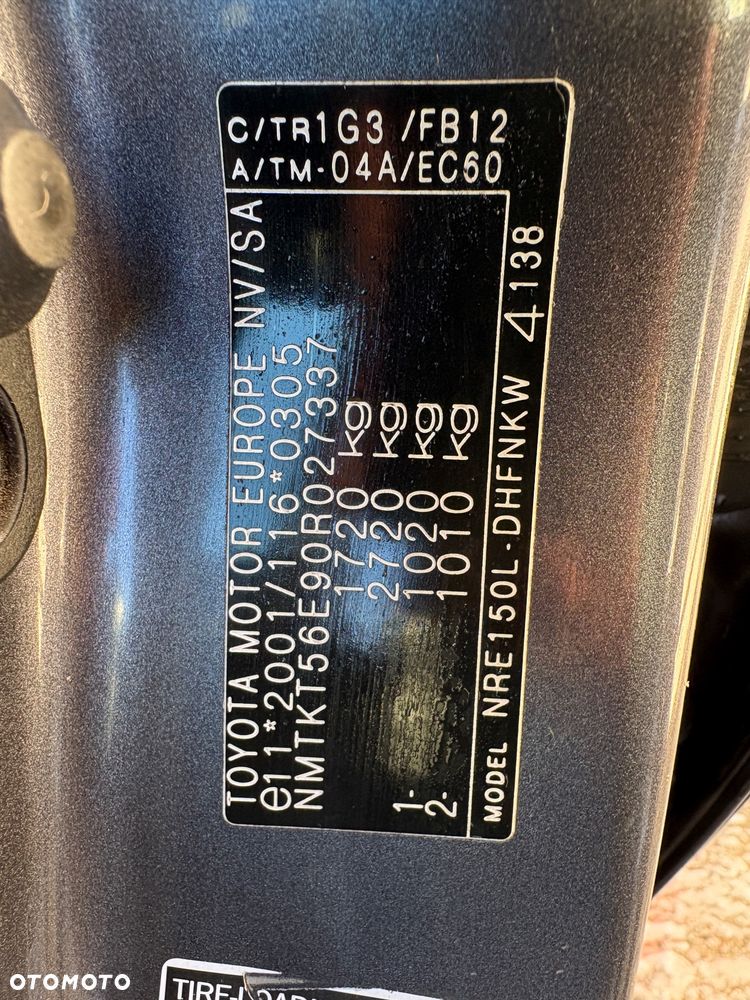 C/TR1G3 /FB12
A/TM-04A/EC60
TOYOTA MOTOR EUROPE NV/SA
e11*2001/116*0305
NMTKT56E90R027337
1720 kg
2720 kg
1- 1020 kg
2- 1010 kg
MODEL NRE150L-DHFNKW 4138
OTOMOTO